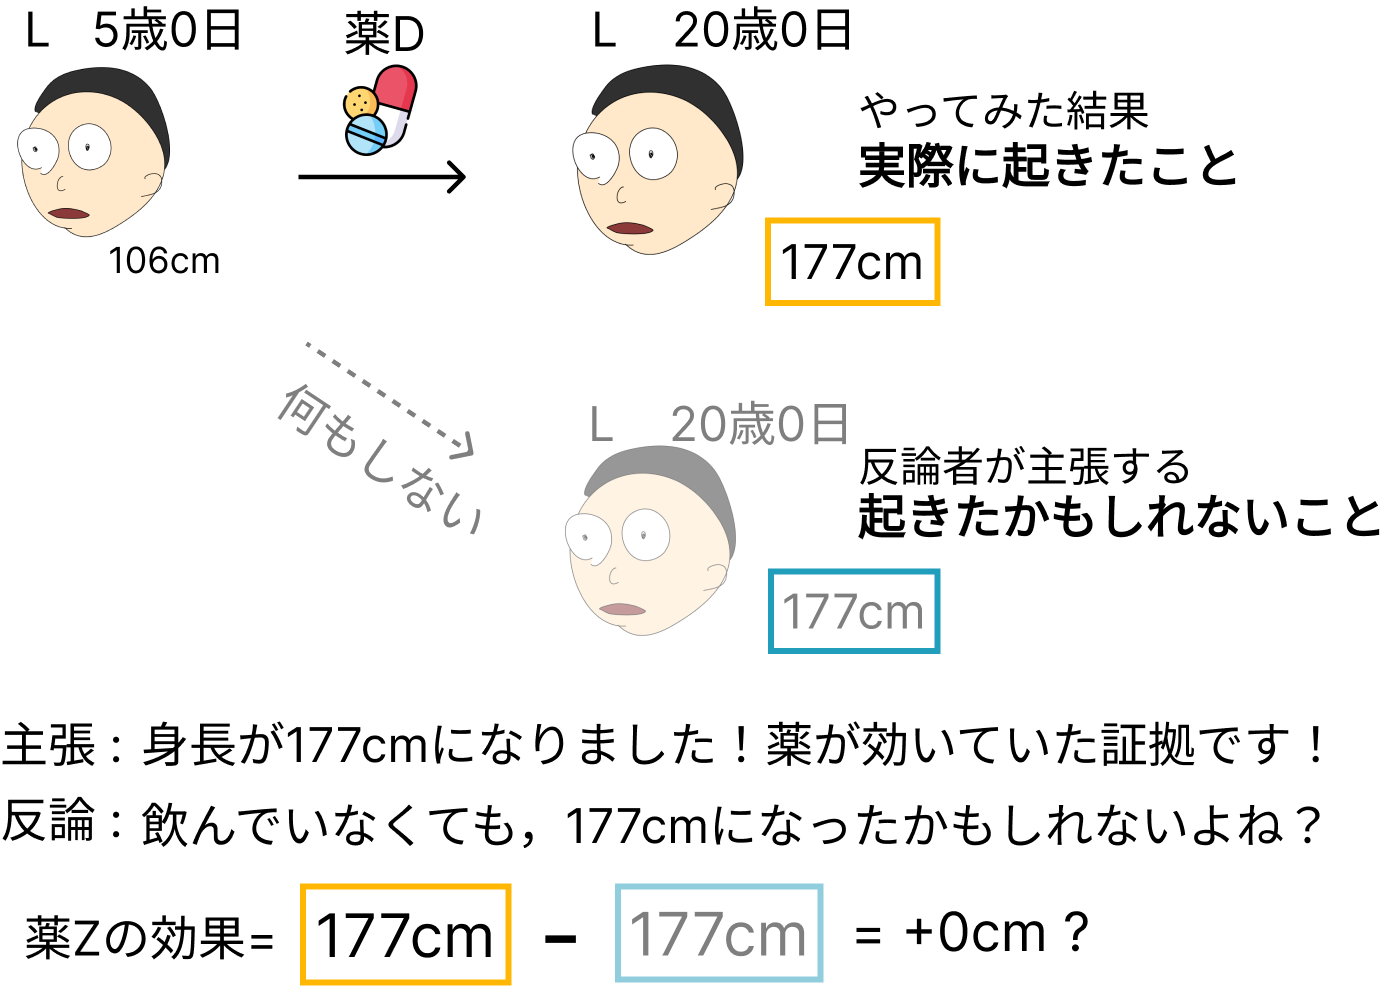 L 5歳0日
薬D
L 20歳0日
106cm
やってみた結果
実際に起きたこと
177cm
何もしない
L 20歳0日
反論者が主張する
起きたかもしれないこと
177cm
主張：身長が177cmになりました！薬が効いていた証拠です！
反論：飲んでいなくても，177cmになったかもしれないよね？
薬Zの効果= 177cm − 177cm = +0cm ?